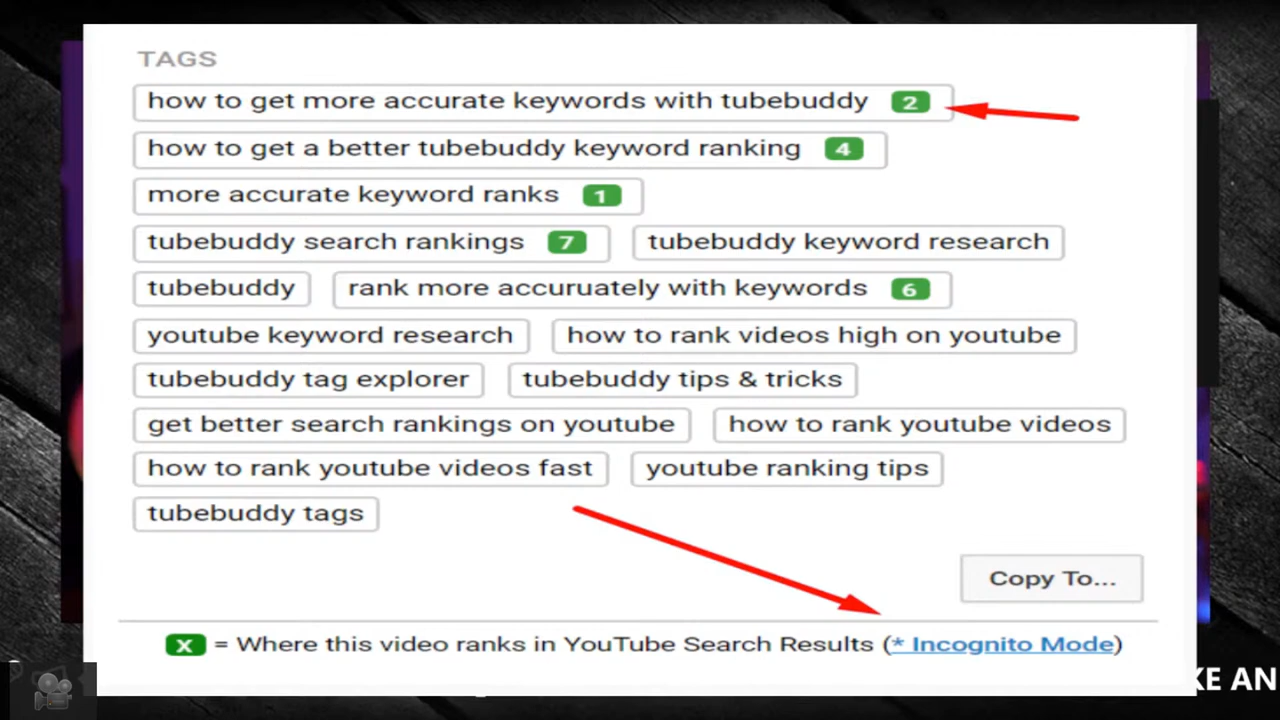 TAGS
how to get more accurate keywords with tubebuddy 2
how to get a better tubebuddy keyword ranking 4
more accurate keyword ranks 1
tubebuddy search rankings 7 tubebuddy keyword research
tubebuddy rank more accuruately with keywords 6
youtube keyword research how to rank videos high on youtube
tubebuddy tag explorer tubebuddy tips & tricks
get better search rankings on youtube how to rank youtube videos
how to rank youtube videos fast youtube ranking tips
tubebuddy tags
Copy To...
X = Where this video ranks in YouTube Search Results (* Incognito Mode)
AN